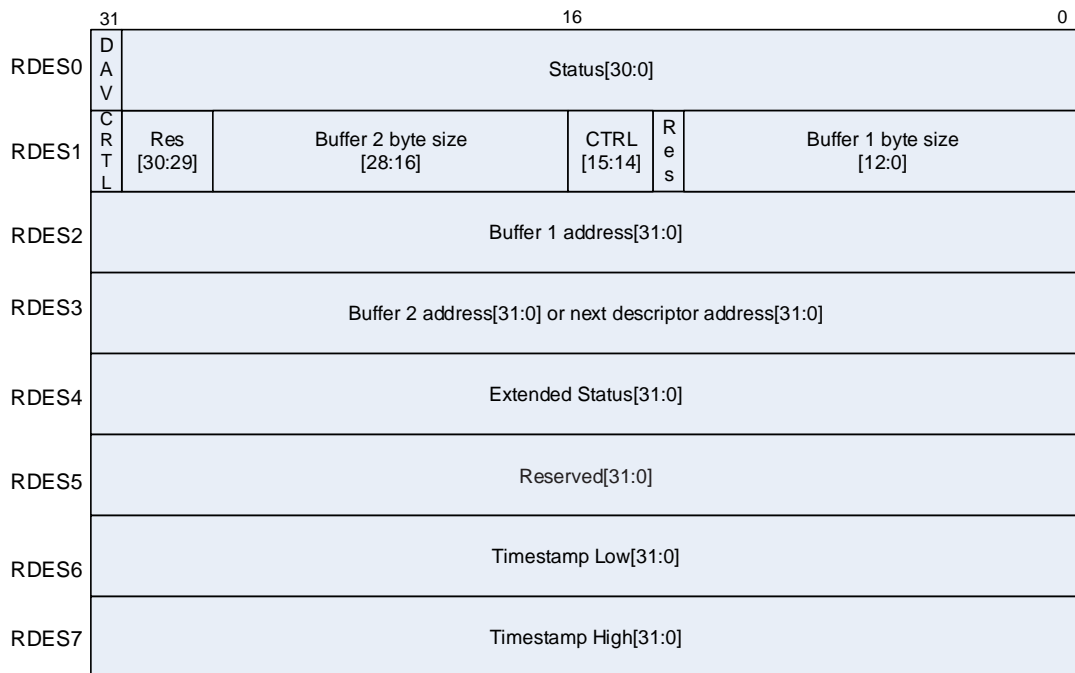 31 16 0
RDES0 DAV Status[30:0]
RDES1 CRTL Res [30:29] Buffer 2 byte size [28:16] CTRL [15:14] Res Buffer 1 byte size [12:0]
RDES2 Buffer 1 address[31:0]
RDES3 Buffer 2 address[31:0] or next descriptor address[31:0]
RDES4 Extended Status[31:0]
RDES5 Reserved[31:0]
RDES6 Timestamp Low[31:0]
RDES7 Timestamp High[31:0]